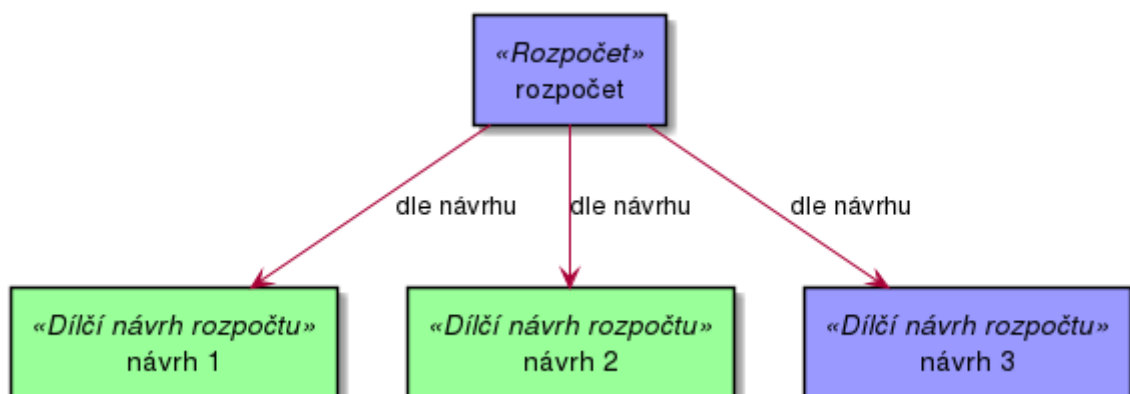 «Rozpočet»
rozpočet
dle návrhu
dle návrhu
dle návrhu
«Dílčí návrh rozpočtu»
návrh 1
«Dílčí návrh rozpočtu»
návrh 2
«Dílčí návrh rozpočtu»
návrh 3